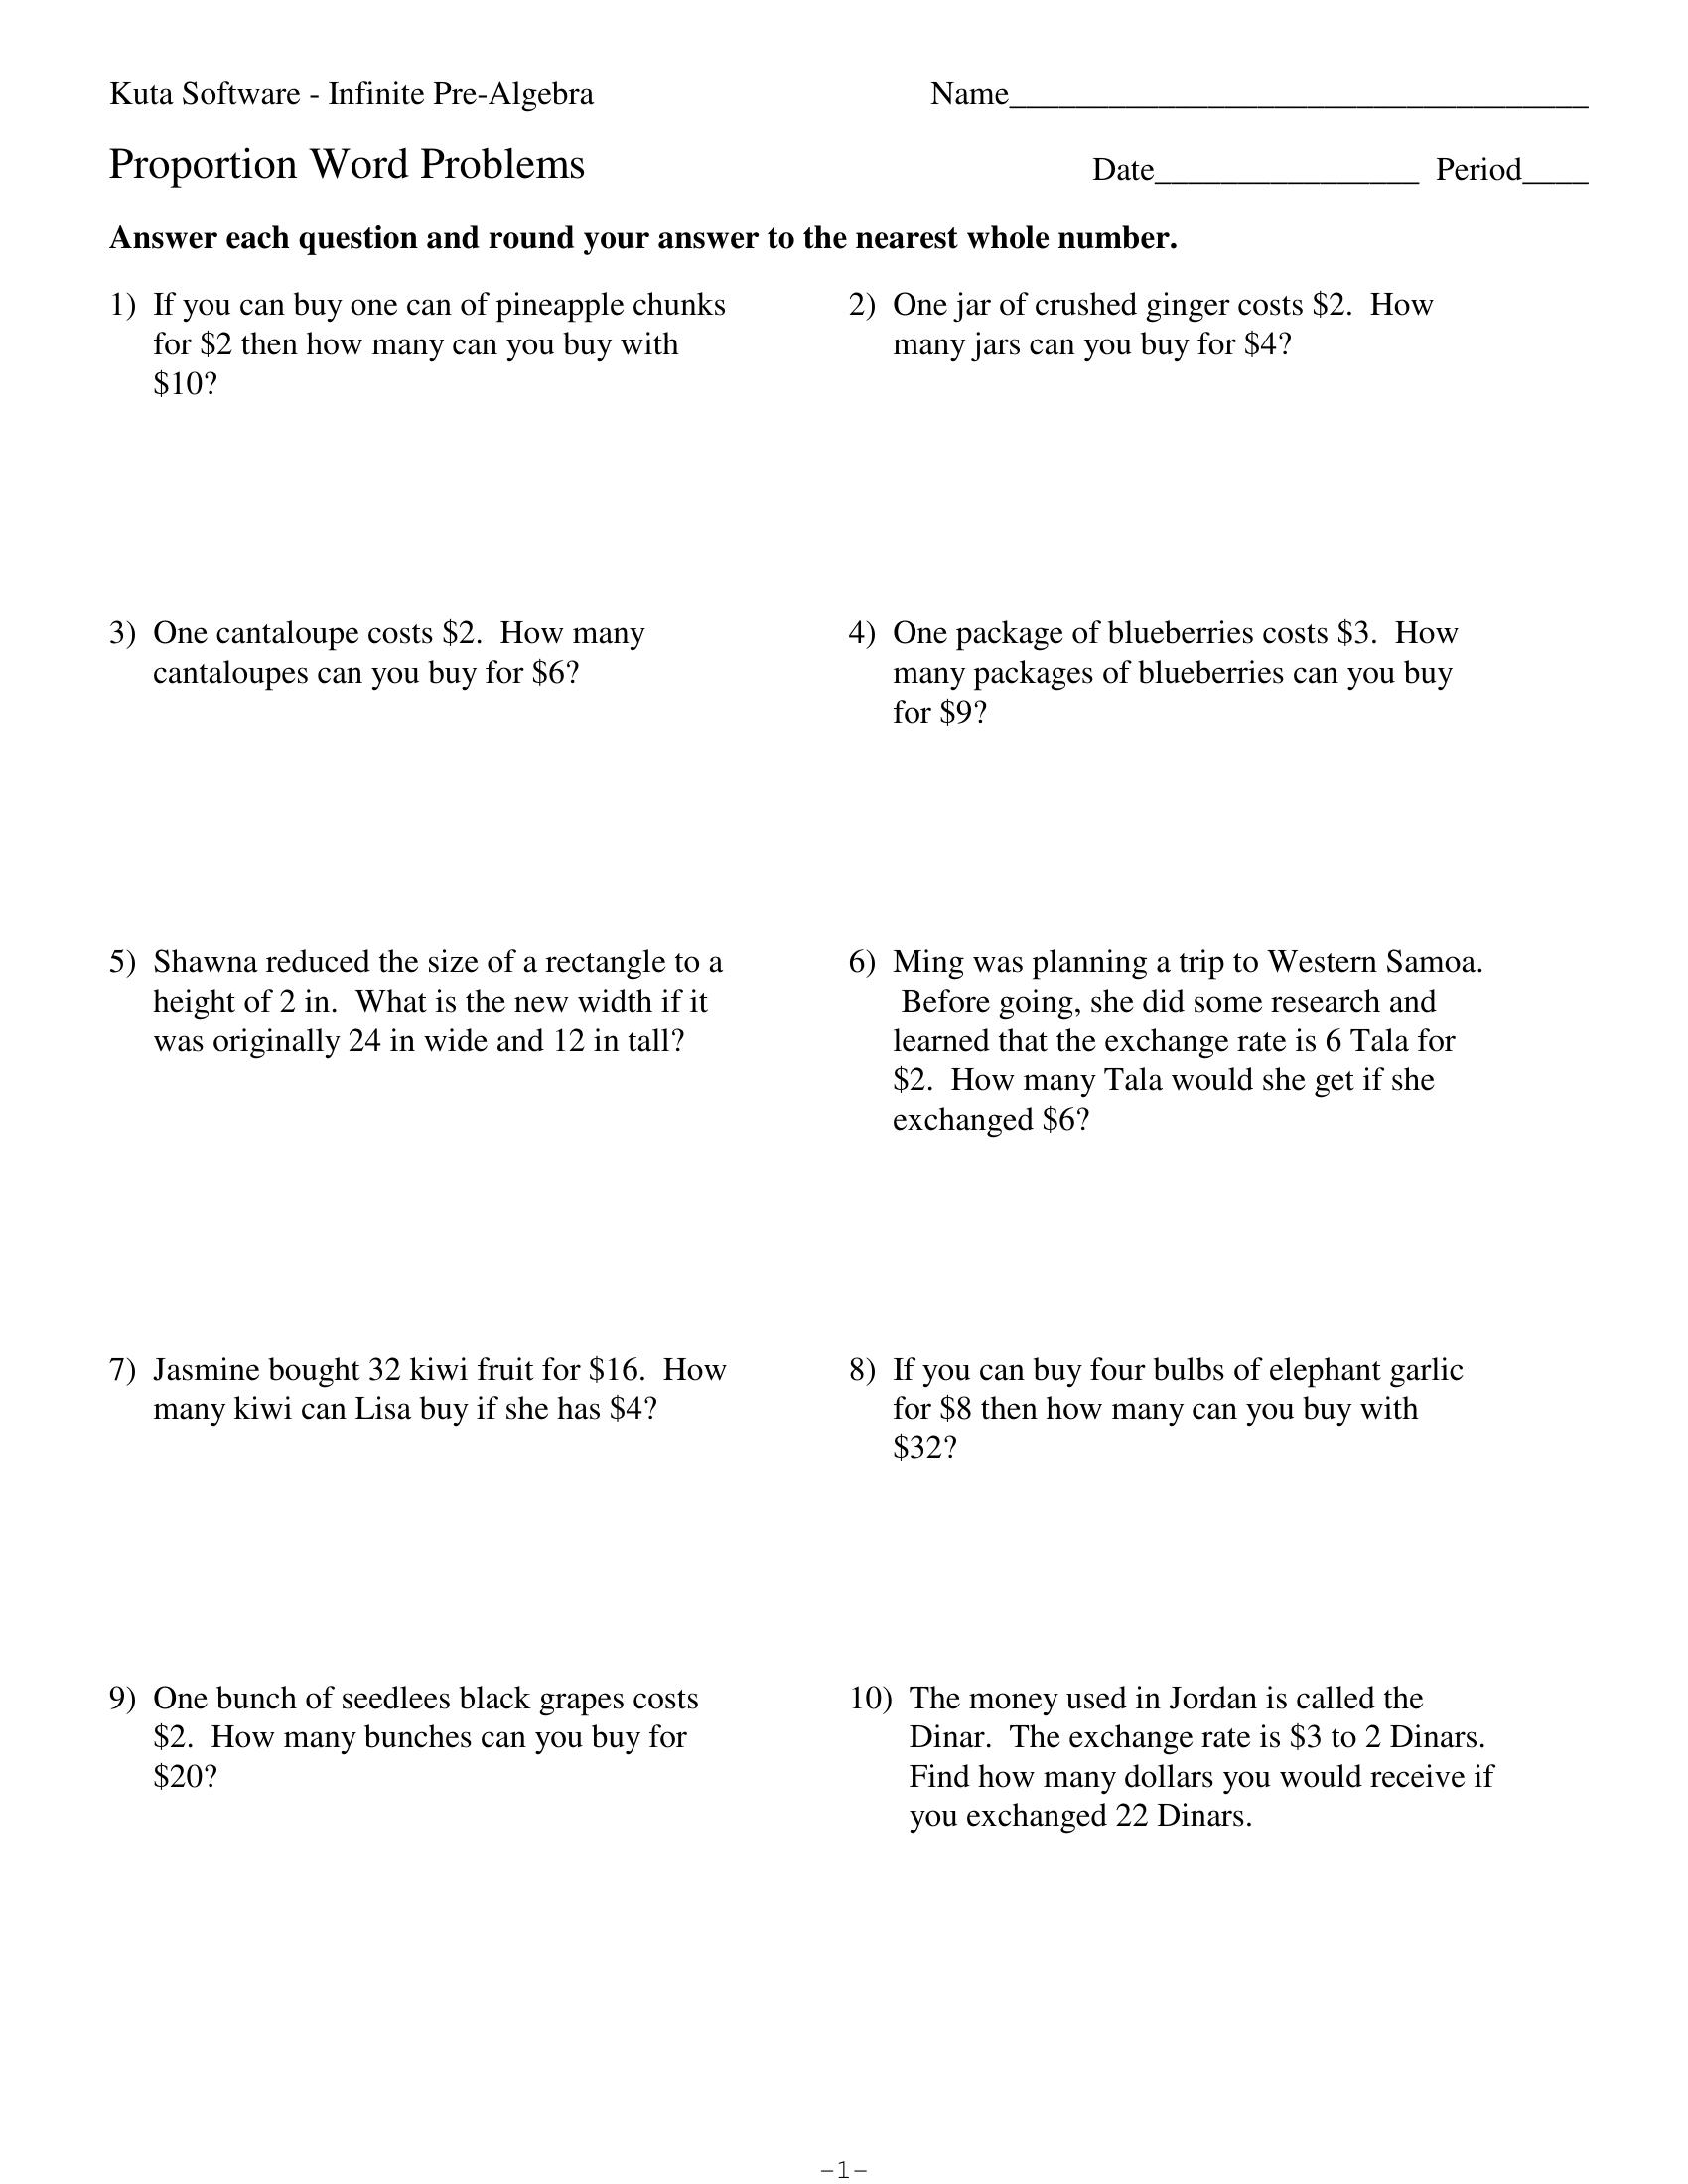 Kuta Software - Infinite Pre-Algebra
Name___________________________________
Proportion Word Problems
Date________________ Period____
Answer each question and round your answer to the nearest whole number.
1) If you can buy one can of pineapple chunks
for $2 then how many can you buy with
$10?
2) One jar of crushed ginger costs $2. How
many jars can you buy for $4?
3) One cantaloupe costs $2. How many
cantaloupes can you buy for $6?
4) One package of blueberries costs $3. How
many packages of blueberries can you buy
for $9?
5) Shawna reduced the size of a rectangle to a
height of 2 in. What is the new width if it
was originally 24 in wide and 12 in tall?
6) Ming was planning a trip to Western Samoa.
Before going, she did some research and
learned that the exchange rate is 6 Tala for
$2. How many Tala would she get if she
exchanged $6?
7) Jasmine bought 32 kiwi fruit for $16. How
many kiwi can Lisa buy if she has $4?
8) If you can buy four bulbs of elephant garlic
for $8 then how many can you buy with
$32?
9) One bunch of seedlees black grapes costs
$2. How many bunches can you buy for
$20?
10) The money used in Jordan is called the
Dinar. The exchange rate is $3 to 2 Dinars.
Find how many dollars you would receive if
you exchanged 22 Dinars.
-1-